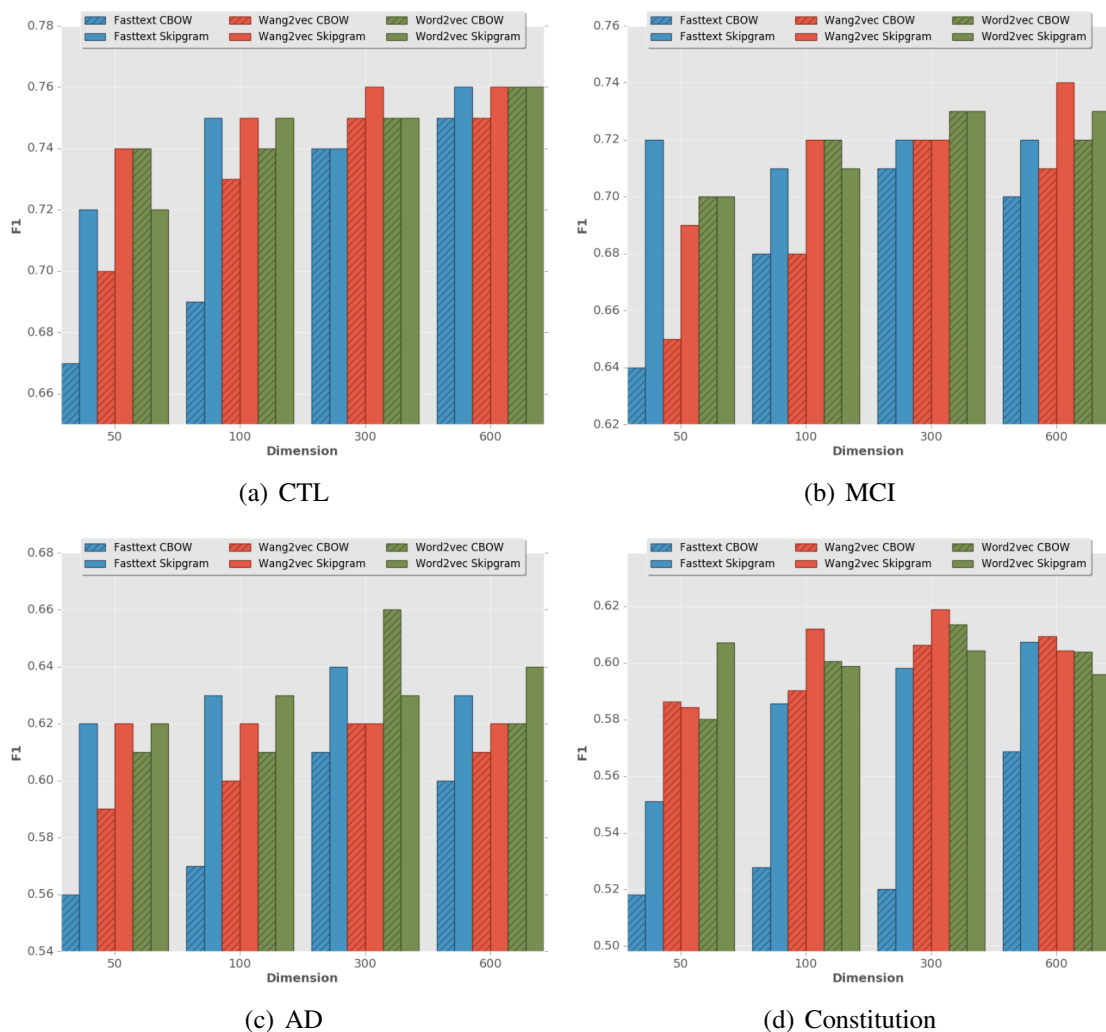 0.78
Fasttext CBOW Wang2vec CBOW Word2vec CBOW
Fasttext Skipgram Wang2vec Skipgram Word2vec Skipgram
0.76
0.74
0.72
F1
0.70
0.68
0.66
50 100 300 600
Dimension
(a) CTL
0.76
Fasttext CBOW Wang2vec CBOW Word2vec CBOW
Fasttext Skipgram Wang2vec Skipgram Word2vec Skipgram
0.74
0.72
0.70
F1
0.68
0.66
0.64
0.62
50 100 300 600
Dimension
(b) MCI
0.68
Fasttext CBOW Wang2vec CBOW Word2vec CBOW
Fasttext Skipgram Wang2vec Skipgram Word2vec Skipgram
0.66
0.64
0.62
F1
0.60
0.58
0.56
0.54
50 100 300 600
Dimension
(c) AD
Fasttext CBOW Wang2vec CBOW Word2vec CBOW
Fasttext Skipgram Wang2vec Skipgram Word2vec Skipgram
0.62
0.60
0.58
F1
0.56
0.54
0.52
0.50
50 100 300 600
Dimension
(d) Constitution